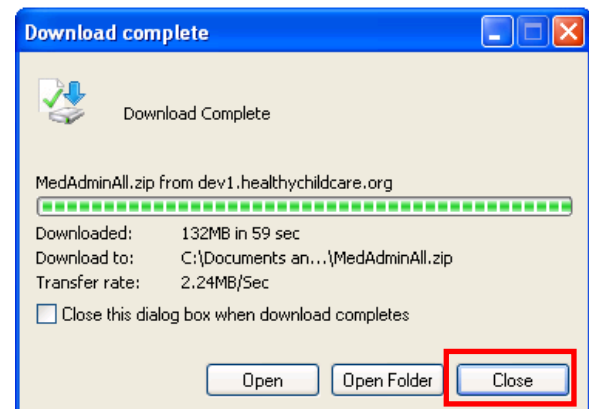 Download complete
Download Complete
MedAdminAll.zip from dev1.healthychildcare.org
Downloaded: 132MB in 59 sec
Download to: C:\Documents an...\MedAdminAll.zip
Transfer rate: 2.24MB/Sec
Close this dialog box when download completes
Open Open Folder Close